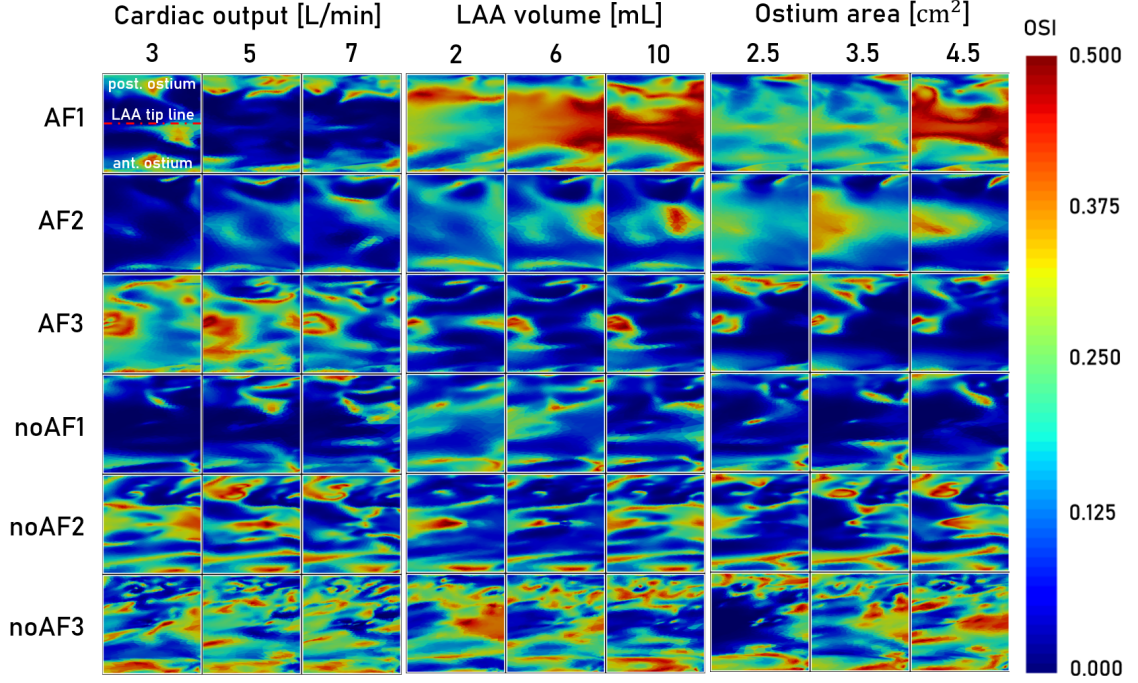 Cardiac output [L/min] LAA volume [mL] Ostium area [cm²] OSI
3 5 7 2 6 10 2.5 3.5 4.5 0.500
post. ostium
AF1 LAA tip line
ant. ostium
AF2 0.375
AF3
0.250
noAF1
noAF2 0.125
noAF3
0.000